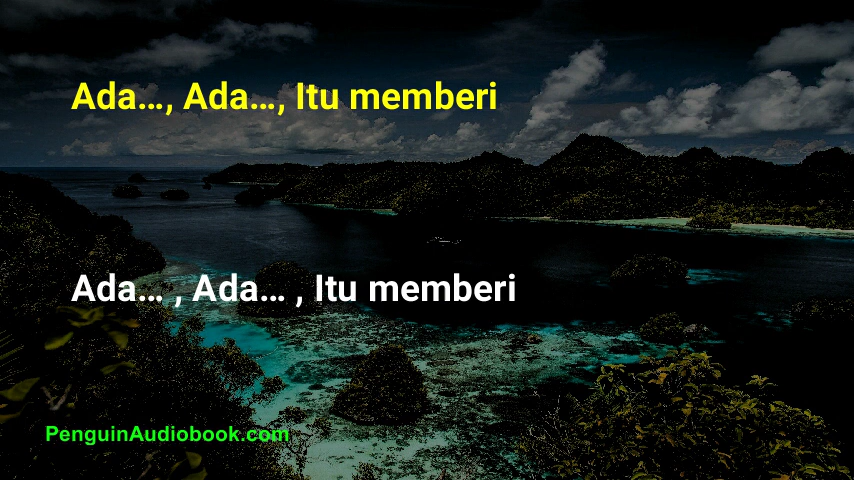 Ada..., Ada..., Itu memberi
Ada... , Ada... , Itu memberi
PenguinAudiobook.com